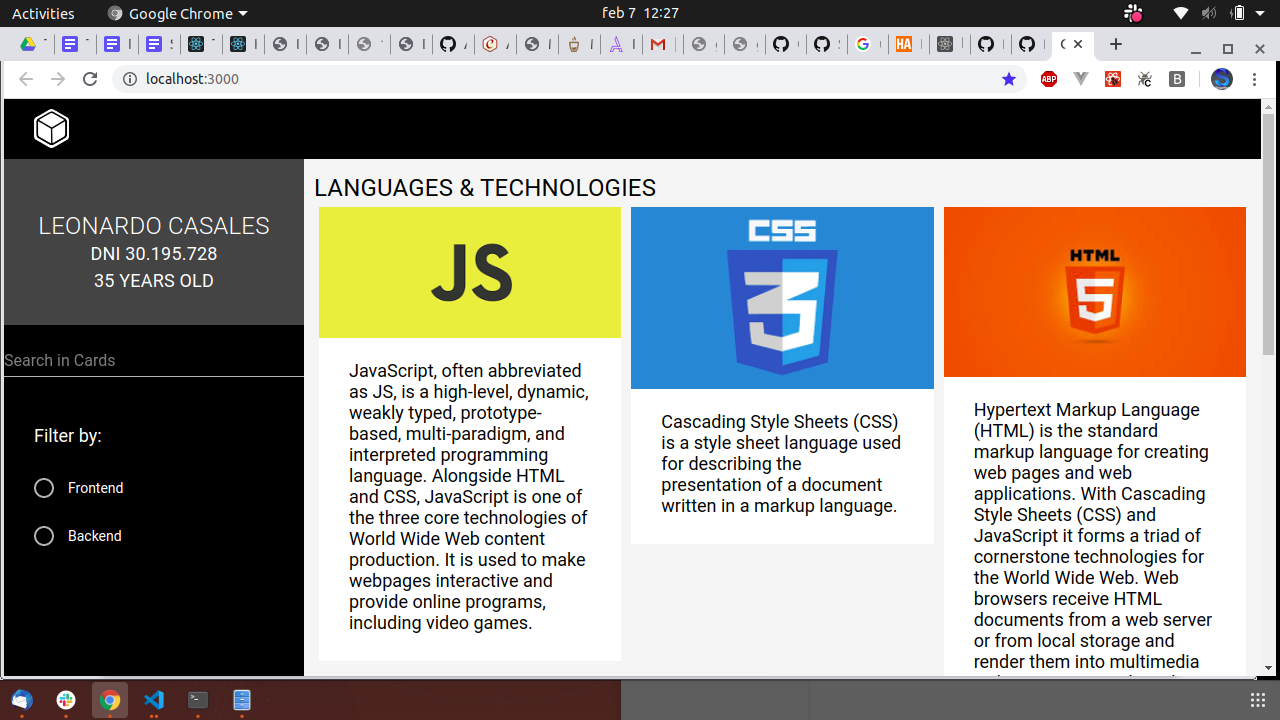 Activities
Google Chrome
feb 7 12:27
localhost:3000
ABP
B
LEONARDO CASALES
DNI 30.195.728
35 YEARS OLD
Search in Cards
Filter by:
Frontend
Backend
LANGUAGES & TECHNOLOGIES
JS
JavaScript, often abbreviated
as JS, is a high-level, dynamic,
weakly typed, prototype-
based, multi-paradigm, and
interpreted programming
language. Alongside HTML
and CSS, JavaScript is one of
the three core technologies of
World Wide Web content
production. It is used to make
webpages interactive and
provide online programs,
including video games.
CSS
3
Cascading Style Sheets (CSS)
is a style sheet language used
for describing the
presentation of a document
written in a markup language.
HTML
5
Hypertext Markup Language
(HTML) is the standard
markup language for creating
web pages and web
applications. With Cascading
Style Sheets (CSS) and
JavaScript it forms a triad of
cornerstone technologies for
the World Wide Web. Web
browsers receive HTML
documents from a web server
or from local storage and
render them into multimedia